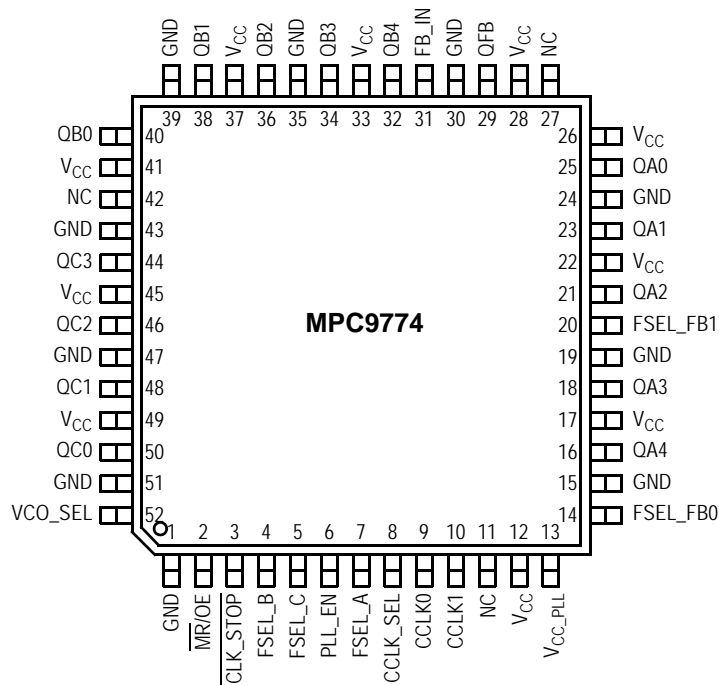 GND QB1 VCC QB2 GND QB3 VCC QB4 FB_IN GND QFB VCC NC
39 38 37 36 35 34 33 32 31 30 29 28 27
QB0 40 26 VCC
VCC 41 25 QA0
NC 42 24 GND
GND 43 23 QA1
QC3 44 22 VCC
VCC 45 21 QA2
QC2 46 MPC9774 20 FSEL_FB1
GND 47 19 GND
QC1 48 18 QA3
VCC 49 17 VCC
QC0 50 16 QA4
GND 51 15 GND
VCO_SEL 52 14 FSEL_FB0
1 2 3 4 5 6 7 8 9 10 11 12 13
GND MR/OE CLK_STOP FSEL_B FSEL_C PLL_EN FSEL_A CCLK_SEL CCLK0 CCLK1 NC VCC VCC_PLL